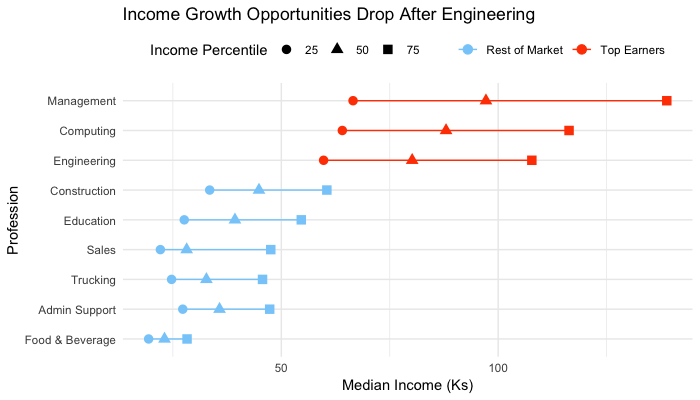 Income Growth Opportunities Drop After Engineering
Income Percentile 25 50 75 Rest of Market Top Earners
Management
Computing
Engineering
Construction
Education
Sales
Trucking
Admin Support
Food & Beverage
Profession
50 100
Median Income (Ks)